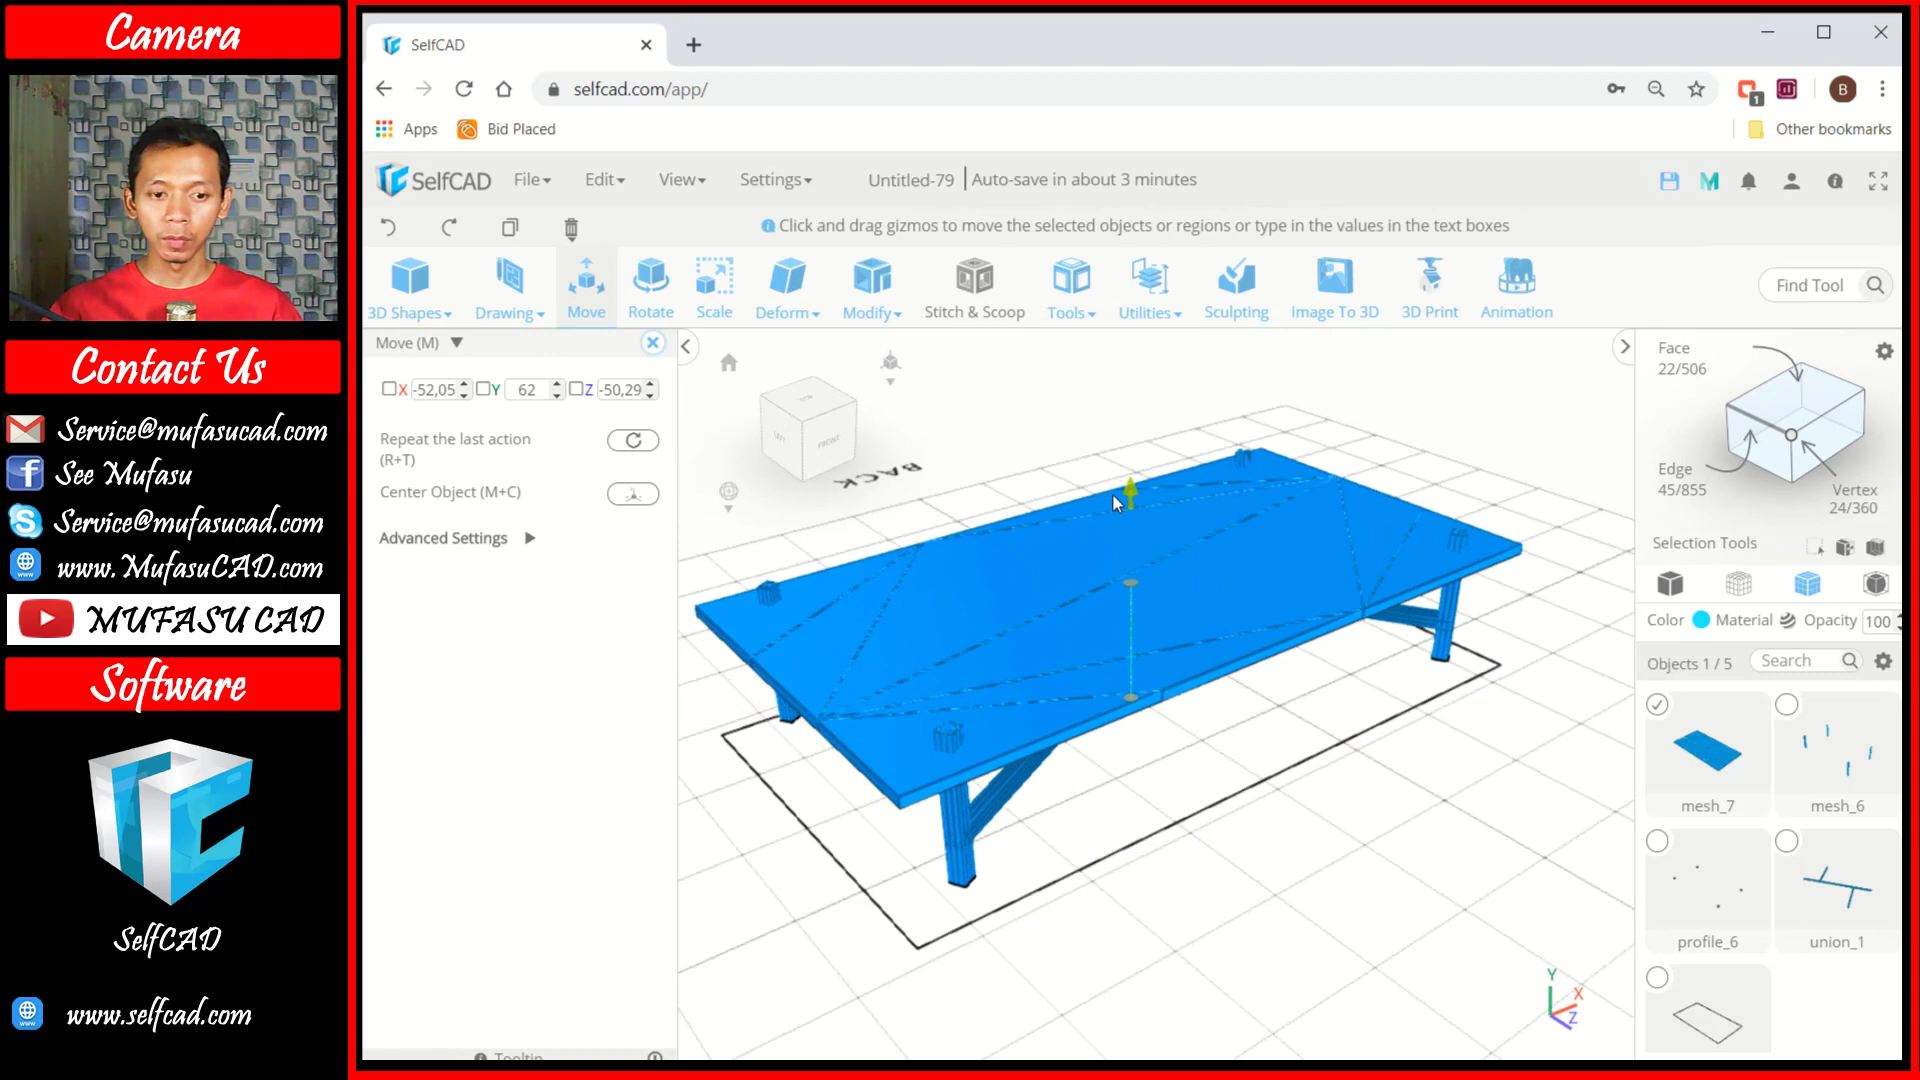 Camera
Contact Us
Service@mufasucad.com
See Mufasu
Service@mufasucad.com
www.MufasuCAD.com
MUFASU CAD
Software
SelfCAD
www.selfcad.com
SelfCAD
selfcad.com/app/
1
B
Apps
Bid Placed
Other bookmarks
SelfCAD
File
Edit
View
Settings
Untitled-79
Auto-save in about 3 minutes
Click and drag gizmos to move the selected objects or regions or type in the values in the text boxes
3D Shapes
Drawing
Move
Rotate
Scale
Deform
Modify
Stitch & Scoop
Tools
Utilities
Sculpting
Image To 3D
3D Print
Animation
Find Tool
Move (M)
X -52,05 Y 62 Z -50,29
Repeat the last action
(R+T)
Center Object (M+C)
Advanced Settings
Tooltip
TOP
LEFT
FRONT
BACK
Y
X
Z
Face
22/506
Edge
45/855
Vertex
24/360
Selection Tools
Color
Material
Opacity
100
Objects 1 / 5
Search
mesh_7
mesh_6
profile_6
union_1